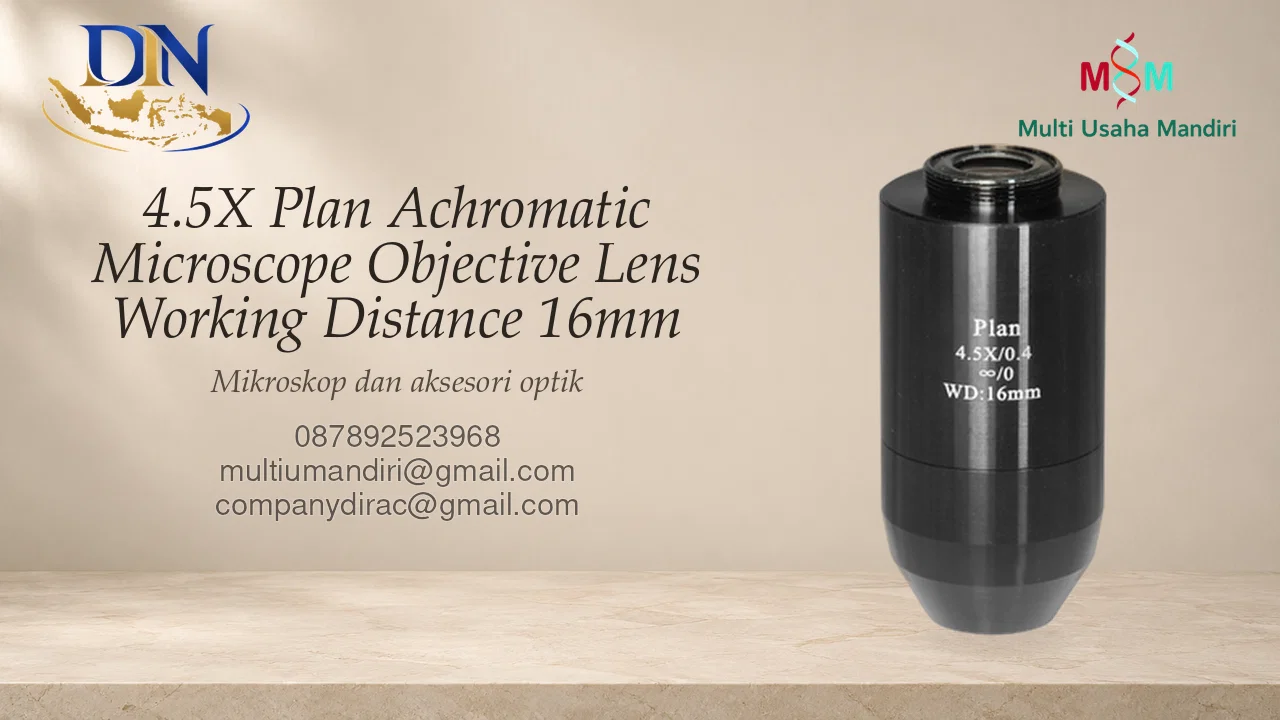 DIN
M M
Multi Usaha Mandiri
4.5X Plan Achromatic
Microscope Objective Lens
Working Distance 16mm
Mikroskop dan aksesori optik
087892523968
multiumandiri@gmail.com
companydirac@gmail.com
Plan
4.5X/0.4
∞/0
WD:16mm